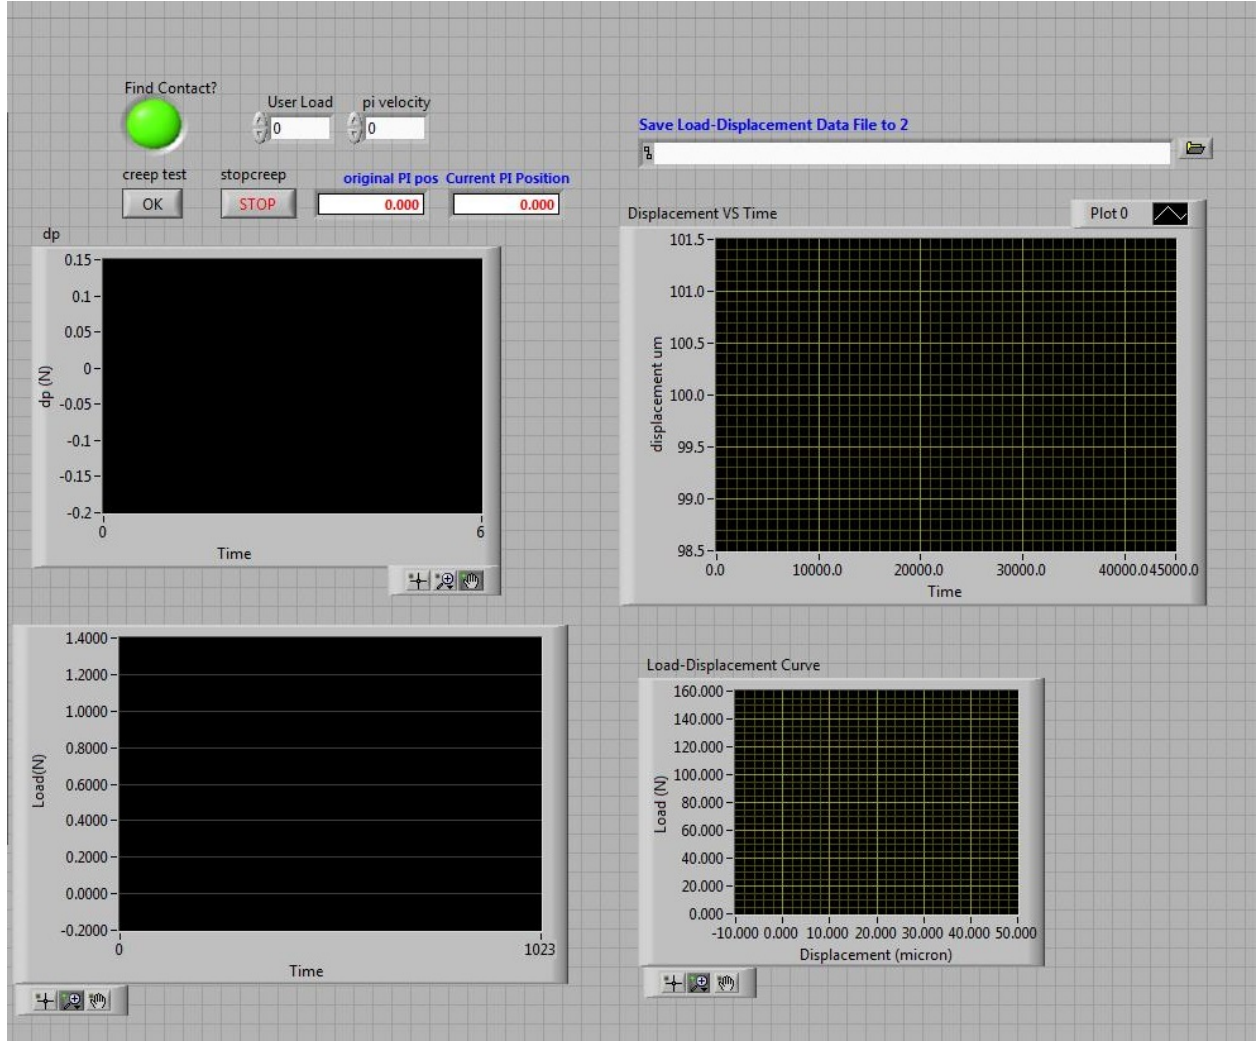 Find Contact?
User Load
pi velocity
0
0
creep test
stopcreep
original PI pos
Current PI Position
OK
STOP
0.000
0.000
Save Load-Displacement Data File to 2
dp
0.15
0.1
0.05
0
-0.05
-0.1
-0.15
-0.2
dp (N)
0
6
Time
Displacement VS Time
Plot 0
101.5
101.0
100.5
100.0
99.5
99.0
98.5
displacement um
0.0
10000.0
20000.0
30000.0
40000.0
45000.0
Time
1.4000
1.2000
1.0000
0.8000
0.6000
0.4000
0.2000
0.0000
-0.2000
Load(N)
0
1023
Time
Load-Displacement Curve
160.000
140.000
120.000
100.000
80.000
60.000
40.000
20.000
0.000
Load (N)
-10.000
0.000
10.000
20.000
30.000
40.000
50.000
Displacement (micron)